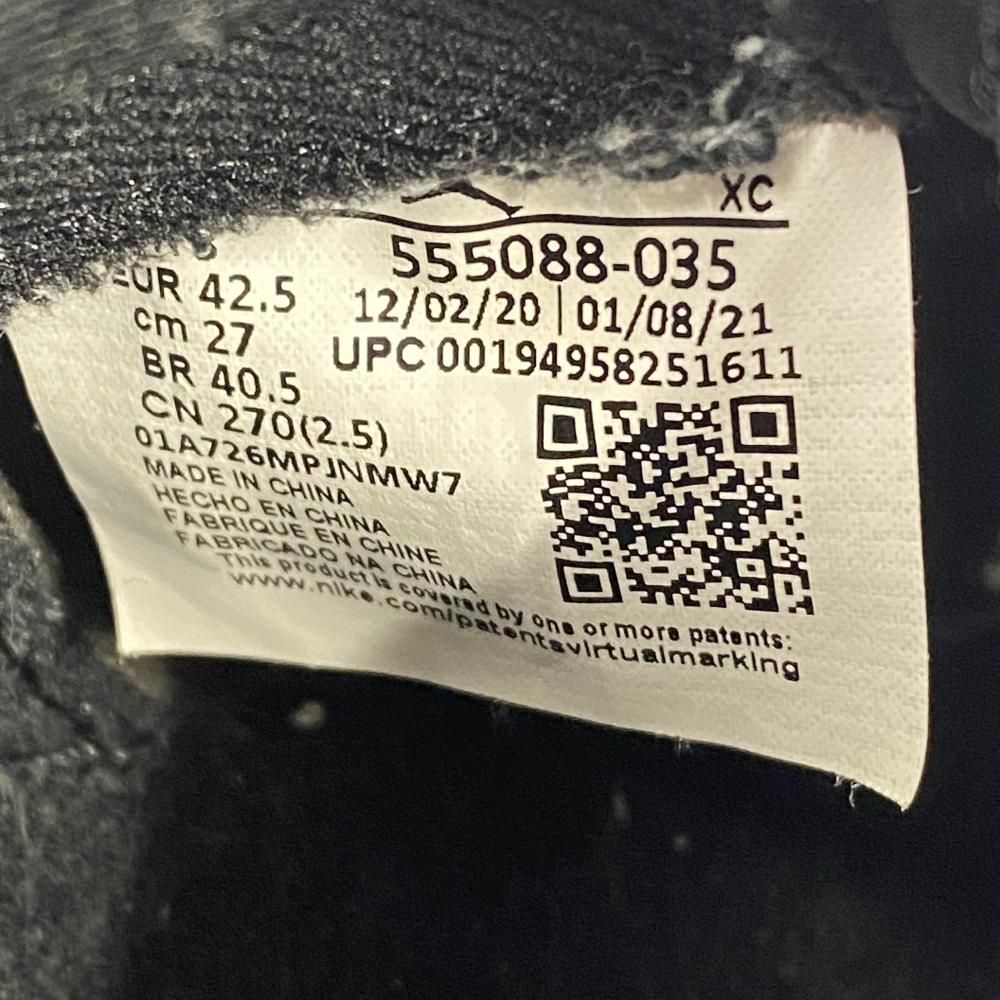 XC
555088-035
12/02/20 | 01/08/21
UPC 00194958251611
EUR 42.5
cm 27
BR 40.5
CN 270(2.5)
01A726MPJNMW7
MADE IN CHINA
HECHO EN CHINA
FABRIQUE EN CHINE
FABRICADO NA CHINA
This product is covered by one or more patents:
www.nike.com/patentsvirtualmarking